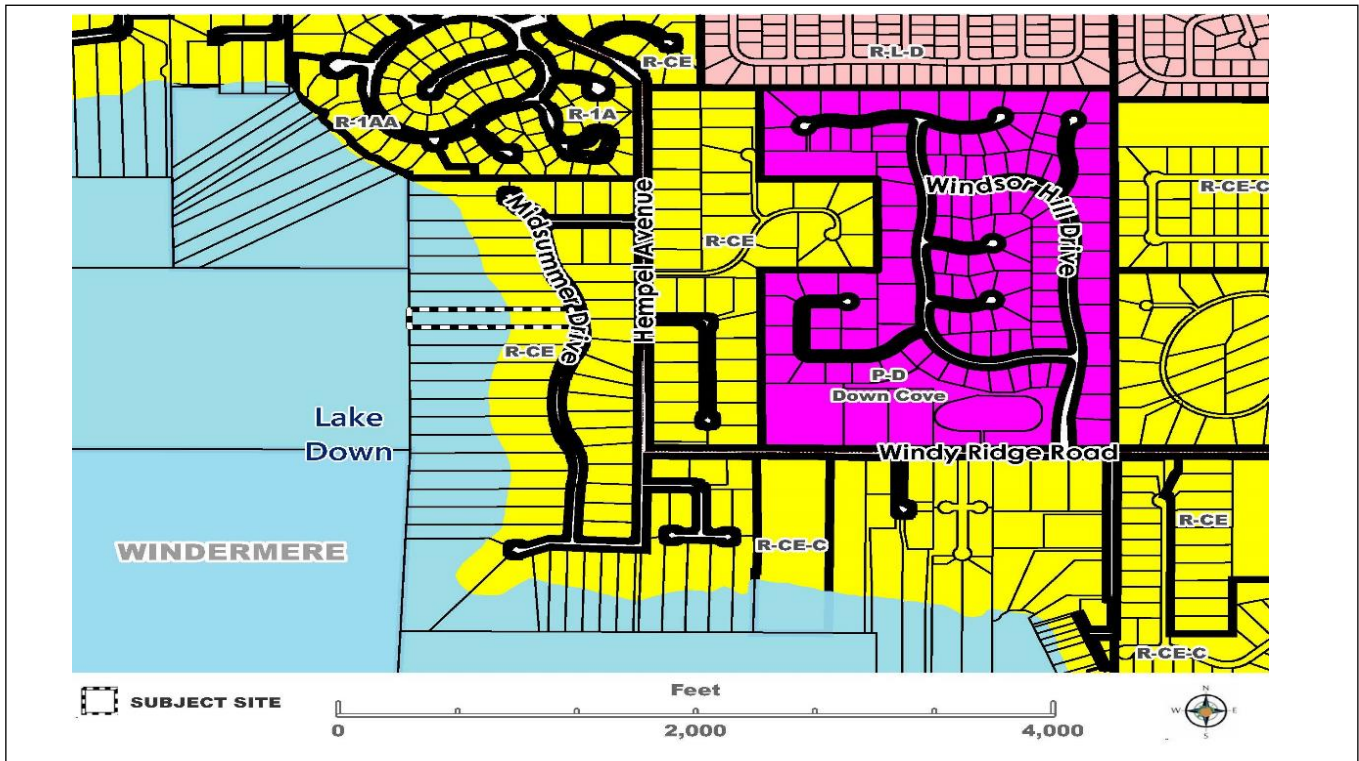 R-CE
R-L-D
R-1AA
R-1A
Windsor Hill Drive
R-CE-C
Midsummer Drive
Hempel Avenue
R-CE
R-CE
P-D
Down Cove
Lake
Down
Windy Ridge Road
R-CE
WINDERMERE
R-CE-C
R-CE-C
SUBJECT SITE
Feet
0
2,000
4,000
N
W
E
S